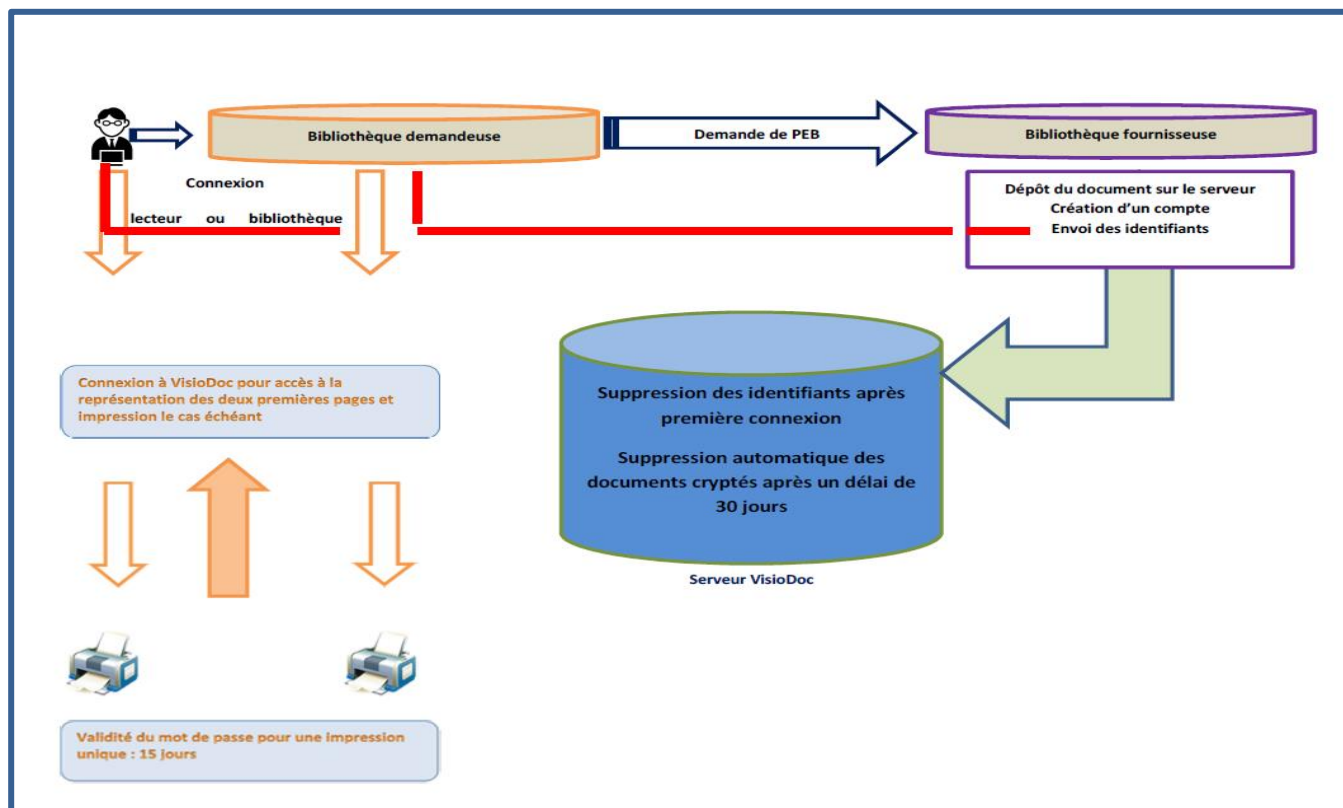 Bibliothèque demandeuse
Demande de PEB
Bibliothèque fournisseuse
Connexion
lecteur ou bibliothèque
Dépôt du document sur le serveur
Création d’un compte
Envoi des identifiants
Connexion à VisioDoc pour accès à la
représentation des deux premières pages et
impression le cas échéant
Suppression des identifiants après
première connexion
Suppression automatique des
documents cryptés après un délai de
30 jours
Serveur VisioDoc
Validité du mot de passe pour une impression
unique : 15 jours